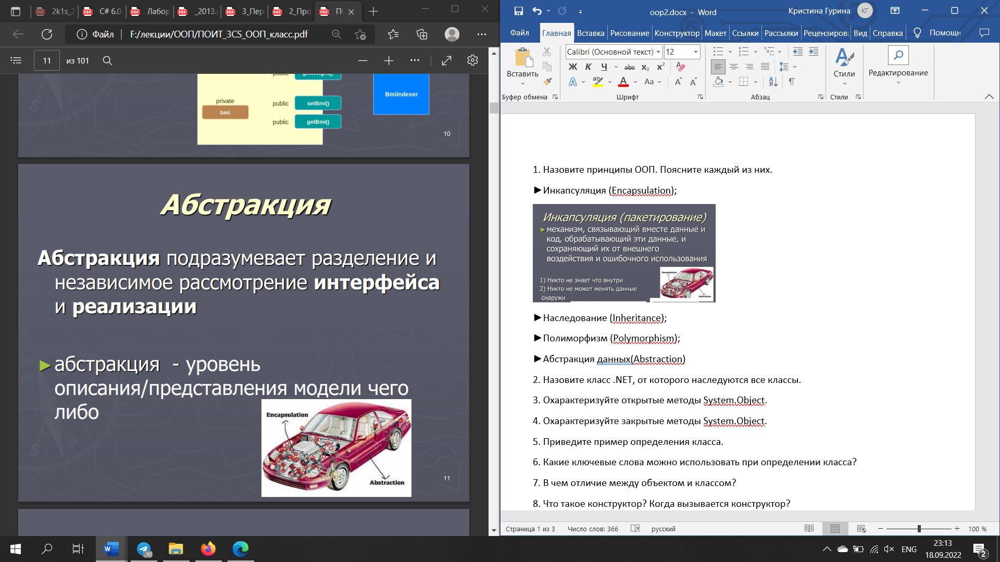 2k1s_2
C# 6.0.
Лабор
_2013.p
3_Пер
2_Про
ПО
Файл
F:/лекции/ООП/ПОИТ_3CS_ООП_класс.pdf
11
из 101
public
getWeight()
BmiIndexer
private
bmi
public
setBmi()
public
getBmi()
10
Абстракция
Абстракция подразумевает разделение и
независимое рассмотрение интерфейса
и реализации
►абстракция - уровень
описания/представления модели чего
либо
Encapsulation
Abstraction
11
oop2.docx - Word
Кристина Гурина
КГ
Файл
Главная
Вставка
Рисование
Конструктор
Макет
Ссылки
Рассылки
Рецензирова
Вид
Справка
Помощн
Вставить
Calibri (Основной текст)
12
Ж К Ч abc x₂ x²
Стили
Редактирование
Буфер обмена
Шрифт
Абзац
Стили
1. Назовите принципы ООП. Поясните каждый из них.
►Инкапсуляция (Encapsulation);
Инкапсуляция (пакетирование)
►механизм, связывающий вместе данные и
код, обрабатывающий эти данные, и
сохраняющий их от внешнего
воздействия и ошибочного использования
1) Никто не знает что внутри
2) Никто не может менять данные
снаружи
Encapsulation
Abstraction
►Наследование (Inheritance);
►Полиморфизм (Polymorphism);
►Абстракция данных(Abstraction)
2. Назовите класс .NET, от которого наследуются все классы.
3. Охарактеризуйте открытые методы System.Object.
4. Охарактеризуйте закрытые методы System.Object.
5. Приведите пример определения класса.
6. Какие ключевые слова можно использовать при определении класса?
7. В чем отличие между объектом и классом?
8. Что такое конструктор? Когда вызывается конструктор?
Страница 1 из 3
Число слов: 366
русский
100 %
..90
ENG
23:13
18.09.2022
2